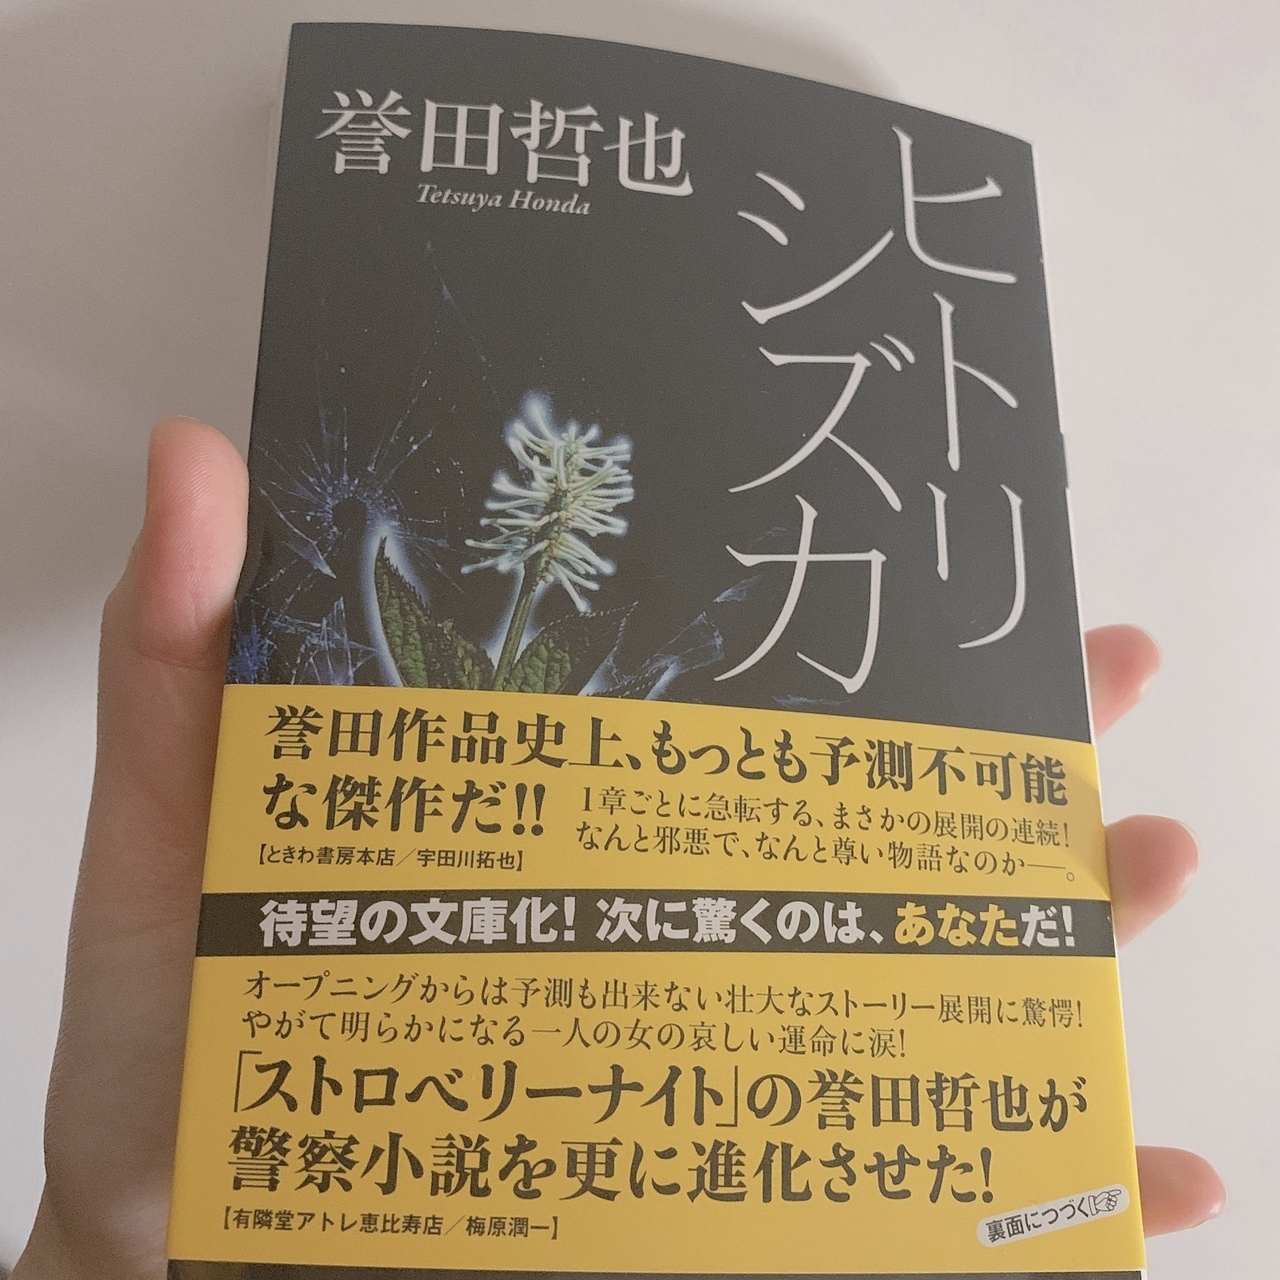 誉田哲也
Tetsuya Honda
ヒトリ
シズカ
誉田作品史上、もっとも予測不可能
な傑作だ!!
1章ごとに急転する、まさかの展開の連続!
なんと邪悪で、なんと尊い物語なのか──。
【ときわ書房本店／宇田川拓也】
待望の文庫化! 次に驚くのは、あなただ!
オープニングからは予測も出来ない壮大なストーリー展開に驚愕!
やがて明らかになる一人の女の哀しい運命に涙!
「ストロベリーナイト」の誉田哲也が
警察小説を更に進化させた!
【有隣堂アトレ恵比寿店／梅原潤一】
裏面につづく